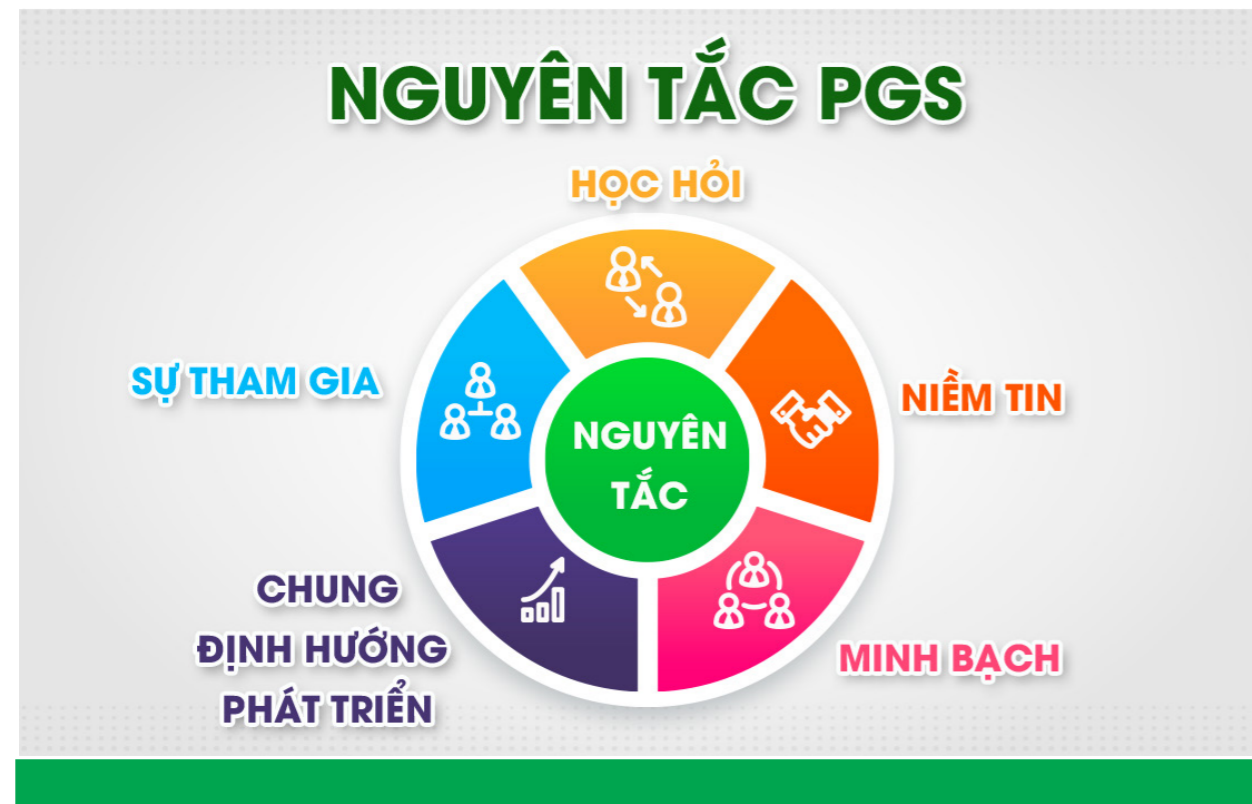 NGUYÊN TẮC PGS
HỌC HỎI
SỰ THAM GIA
NIỀM TIN
NGUYÊN
TẮC
CHUNG
ĐỊNH HƯỚNG
PHÁT TRIỂN
MINH BẠCH